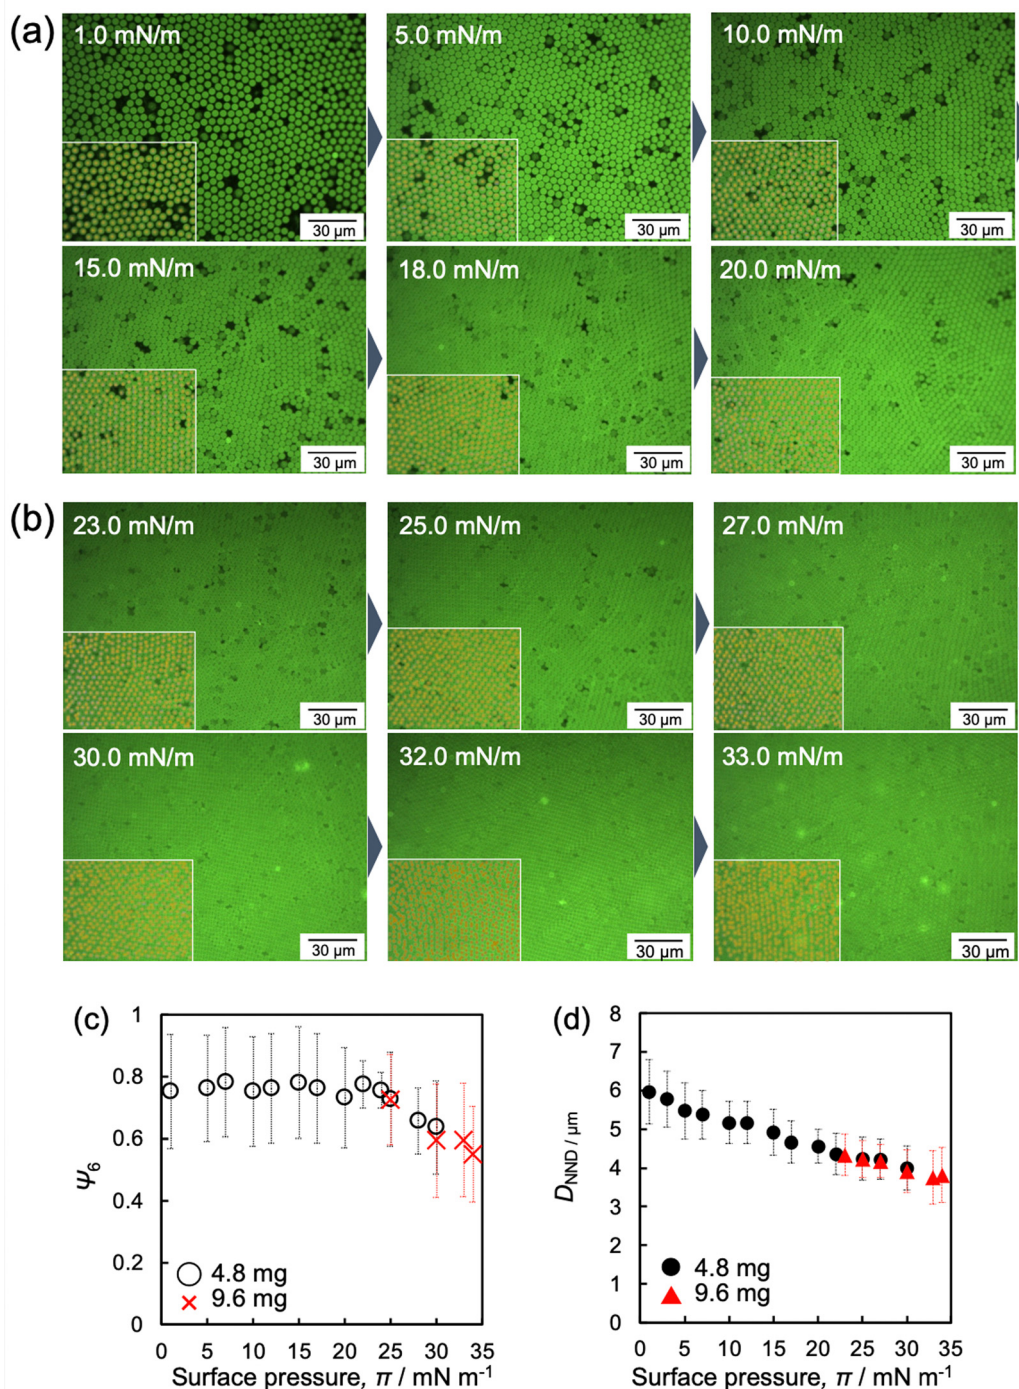 (a)
1.0 mN/m
5.0 mN/m
10.0 mN/m
30 µm
30 µm
30 µm
15.0 mN/m
18.0 mN/m
20.0 mN/m
30 µm
30 µm
30 µm
(b)
23.0 mN/m
25.0 mN/m
27.0 mN/m
30 µm
30 µm
30 µm
30.0 mN/m
32.0 mN/m
33.0 mN/m
30 µm
30 µm
30 µm
(c)
1
0.8
0.6
0.4
0.2
0
Ψ6
4.8 mg
9.6 mg
0 5 10 15 20 25 30 35
Surface pressure, π / mN m⁻¹
(d)
8
7
6
5
4
3
2
1
0
DNND / µm
4.8 mg
9.6 mg
0 5 10 15 20 25 30 35
Surface pressure, π / mN m⁻¹